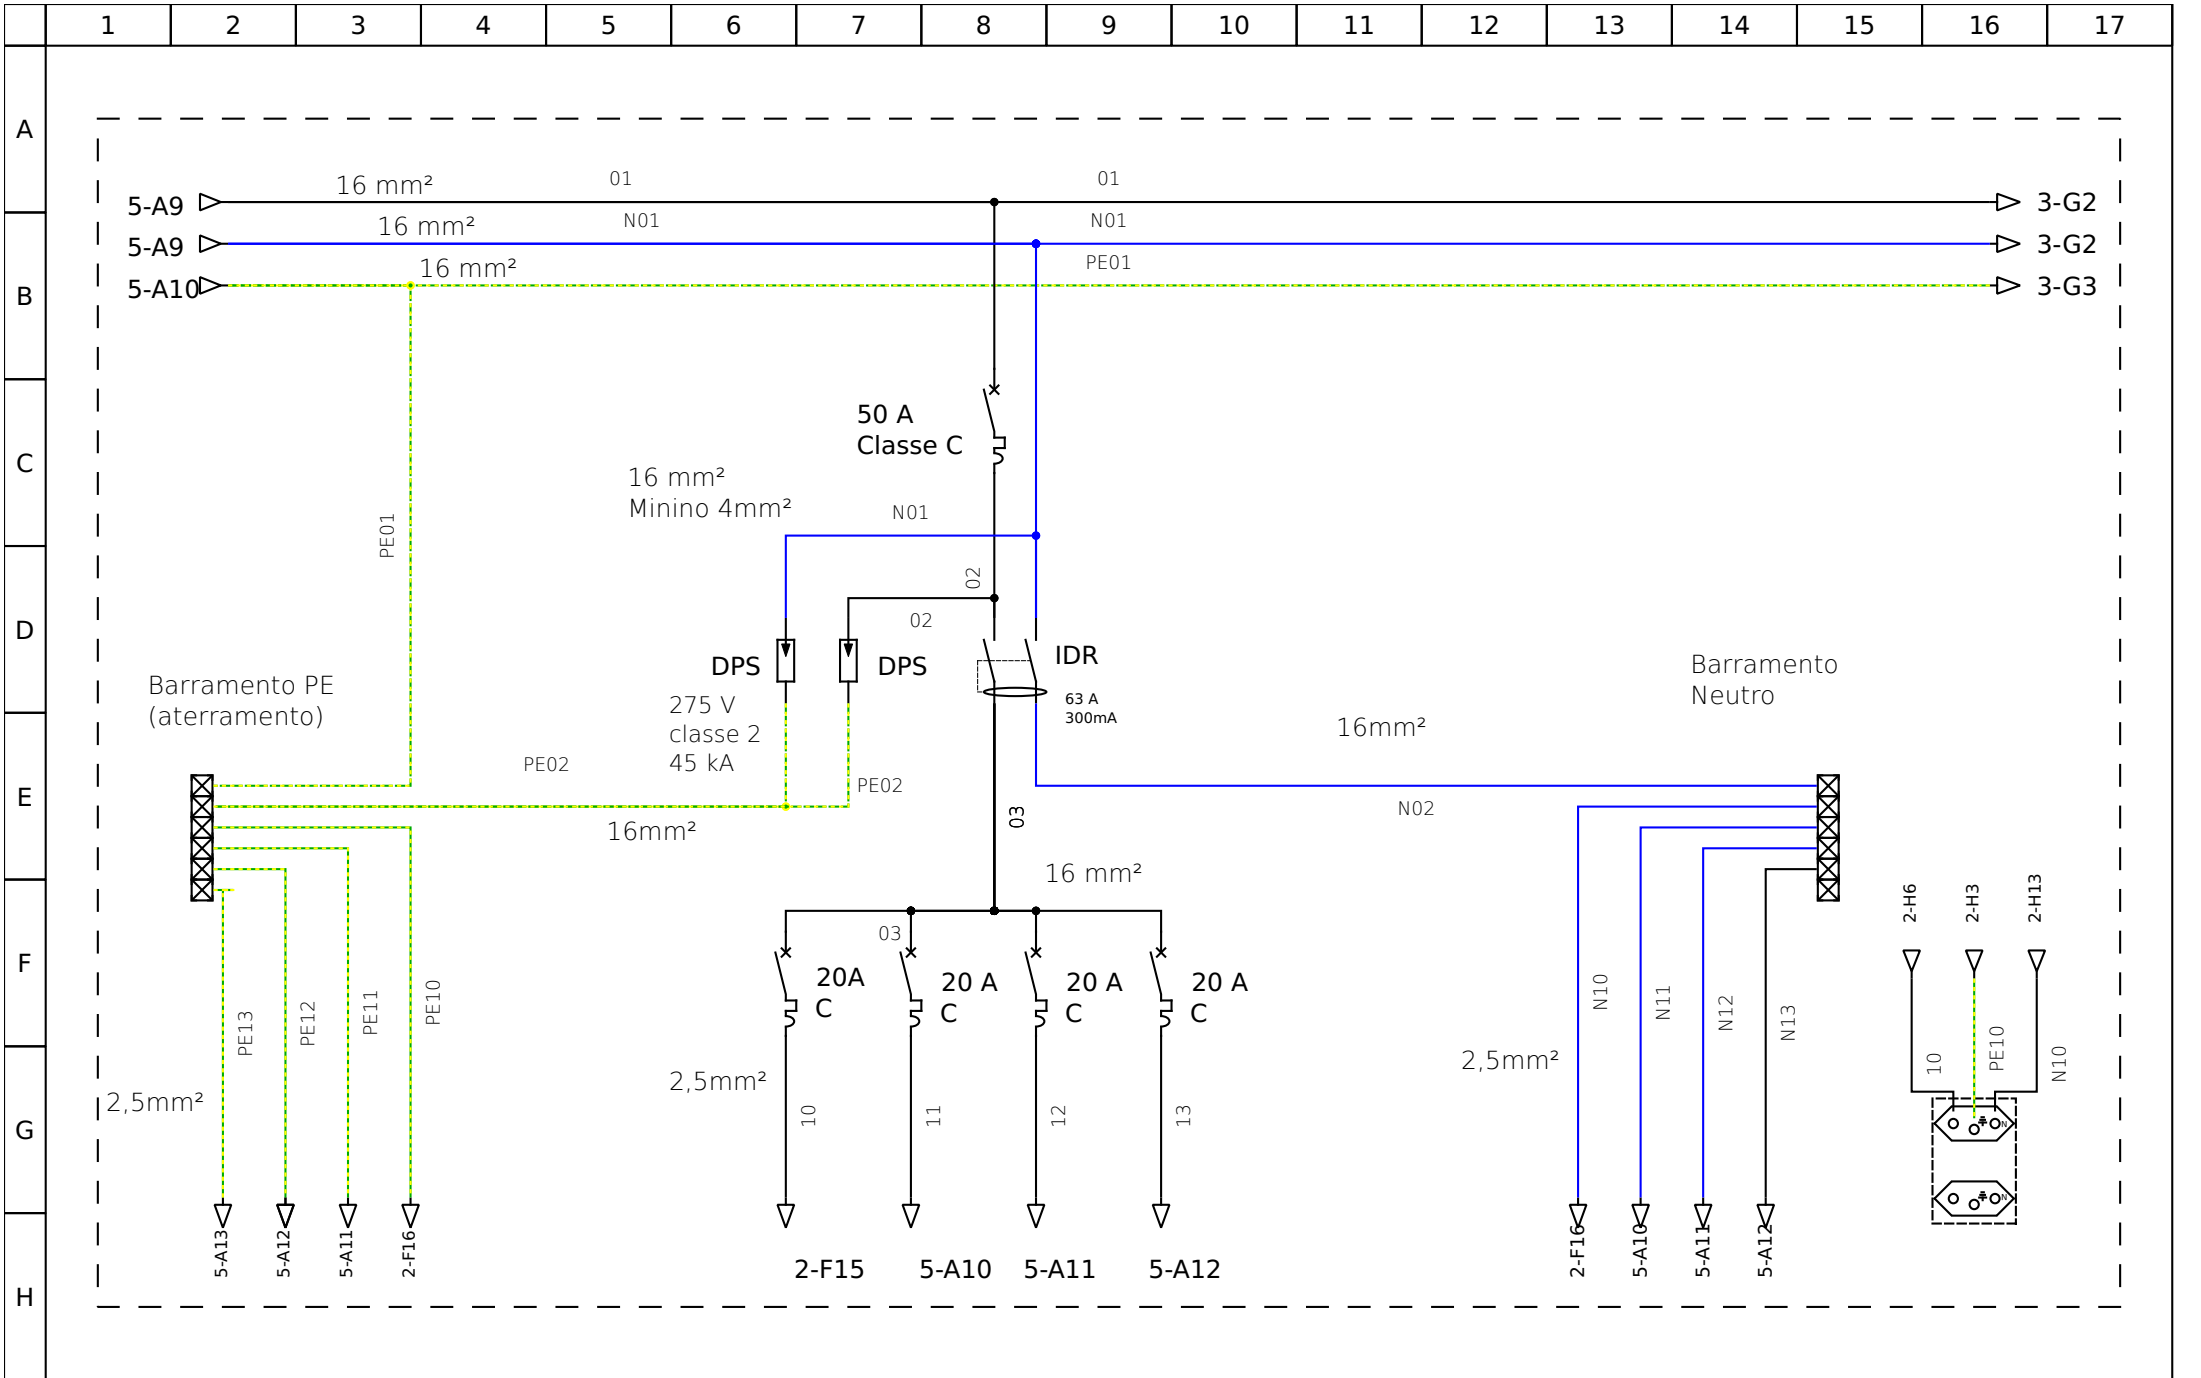 1 2 3 4 5 6 7 8 9 10 11 12 13 14 15 16 17
A
16 mm² 01 01
5-A9 3-G2
16 mm² N01 N01
5-A9 3-G2
16 mm² PE01
5-A10 3-G3
B
50 A
Classe C
C
16 mm²
Minino 4mm²
N01
PE01
02
02
D
DPS
DPS
IDR
63 A
300mA
275 V
classe 2
45 kA
Barramento PE
(aterramento)
Barramento
Neutro
16mm²
E
PE02
PE02
16mm²
03
N02
16 mm²
03
F
20A
C
20 A
C
20 A
C
20 A
C
2-H6
2-H3
2-H13
PE13
PE12
PE11
PE10
N10
N11
N12
N13
10
PE10
N10
2,5mm²
2,5mm²
2,5mm²
10
11
12
13
G
N
N
5-A13
5-A12
5-A11
2-F16
2-F15
5-A10
5-A11
5-A12
2-F16
5-A10
5-A11
5-A12
H